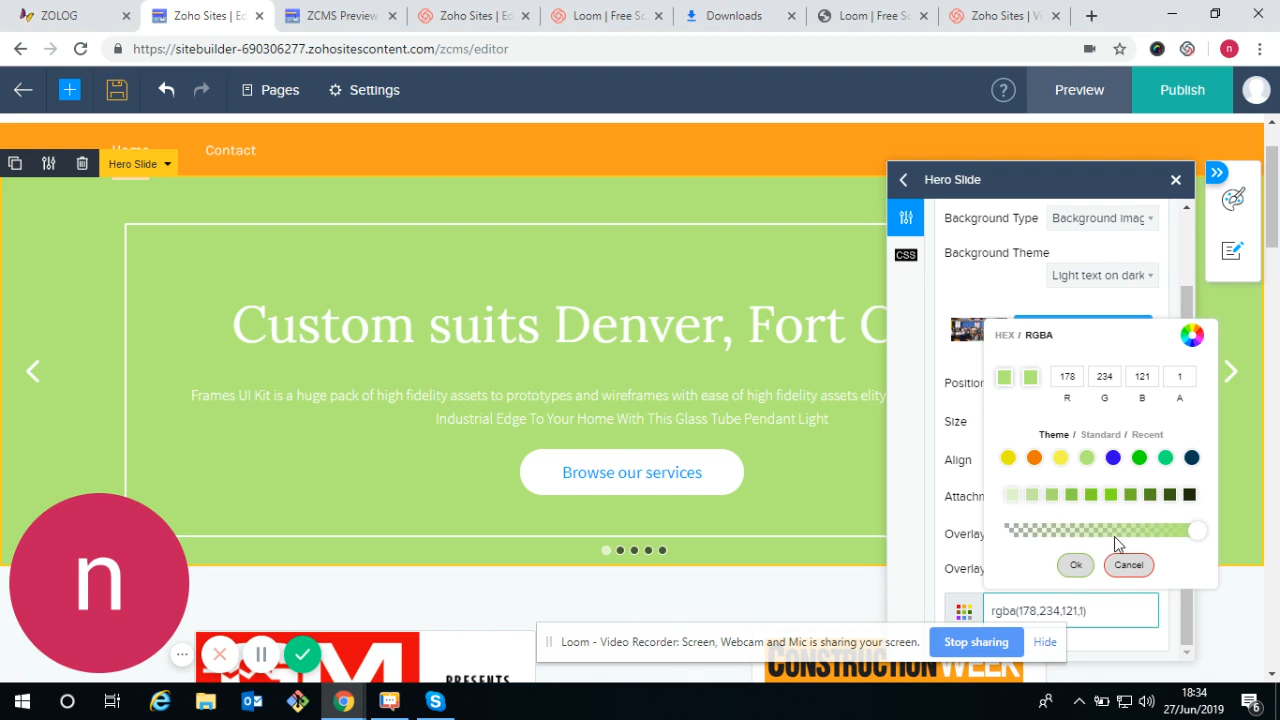 ZOLOG
Zoho Sites | Ed
ZCMS Preview
Zoho Sites | Ed
Loom | Free Sc
Downloads
Loom | Free Sc
Zoho Sites | Vi
https://sitebuilder-690306277.zohositescontent.com/zcms/editor
n
Pages
Settings
?
Preview
Publish
Home
Contact
Hero Slide
Hero Slide
CSS
Background Type
Background Imag
Background Theme
Light text on dark
Custom suits Denver, Fort C
Frames UI Kit is a huge pack of high fidelity assets to prototypes and wireframes with ease of high fidelity assets elity
Industrial Edge To Your Home With This Glass Tube Pendant Light
Browse our services
HEX / RGBA
178
234
121
1
R
G
B
A
Position
Size
Align
Attachm
Overlay
Overlay
Theme / Standard / Recent
Ok
Cancel
rgba(178,234,121,1)
n
Loom - Video Recorder: Screen, Webcam and Mic is sharing your screen.
Stop sharing
Hide
PRESENTS
CONSTRUCTION WEEK
18:34
27/Jun/2019
6